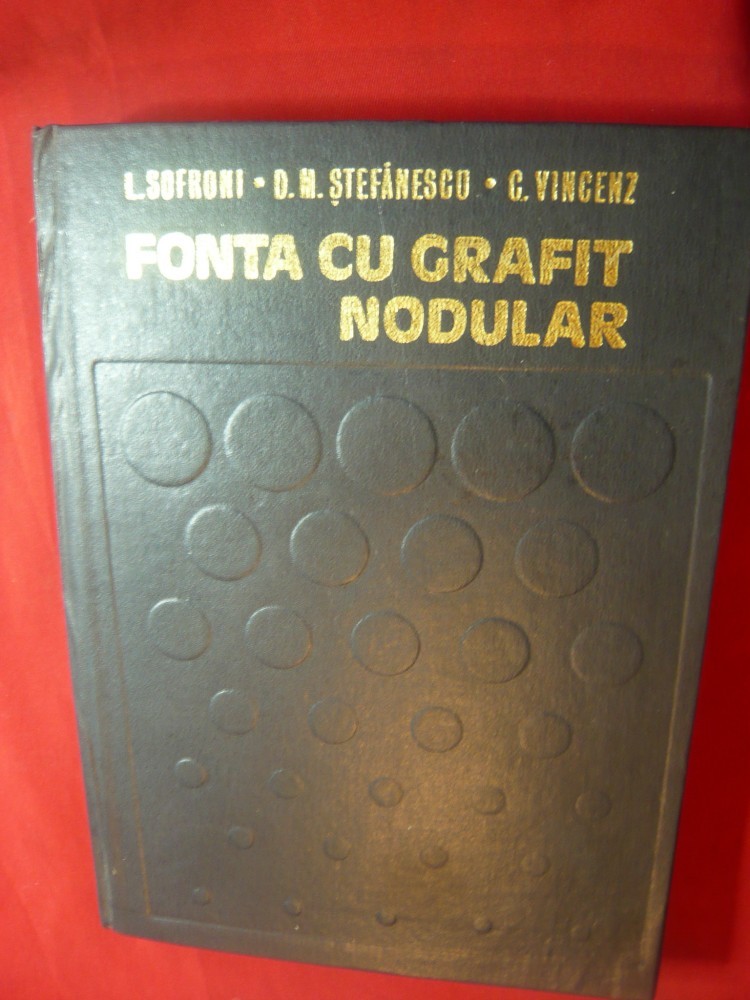 L. SOFRONI • D. M. ŞTEFĂNESCU • C. VINCENZ
FONTA CU GRAFIT
NODULAR